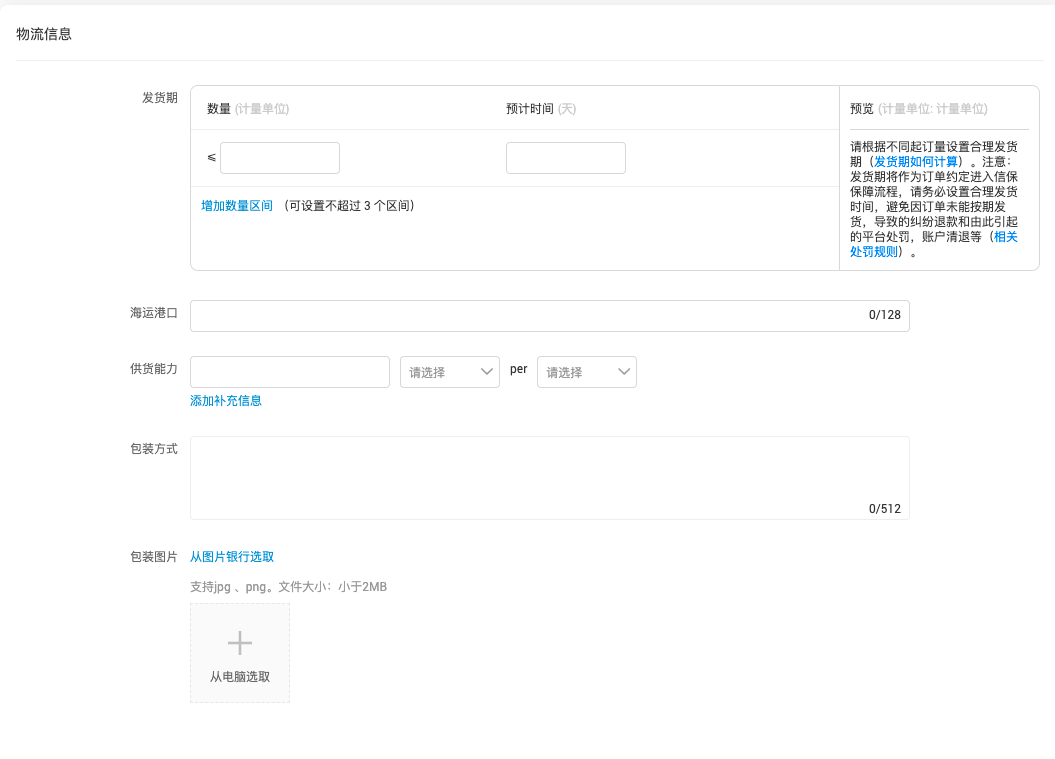 物流信息
发货期
数量 (计量单位)
预计时间 (天)
≤
增加数量区间 (可设置不超过 3 个区间)
预览 (计量单位: 计量单位)
请根据不同起订量设置合理发货
期（发货期如何计算）。注意：
发货期将作为订单约定进入信保
保障流程，请务必设置合理发货
时间，避免因订单未能按期发
货，导致的纠纷退款和由此引起
的平台处罚，账户清退等（相关
处罚规则）。
海运港口
0/128
供货能力
请选择
per
请选择
添加补充信息
包装方式
0/512
包装图片
从图片银行选取
支持jpg 、png。文件大小：小于2MB
从电脑选取